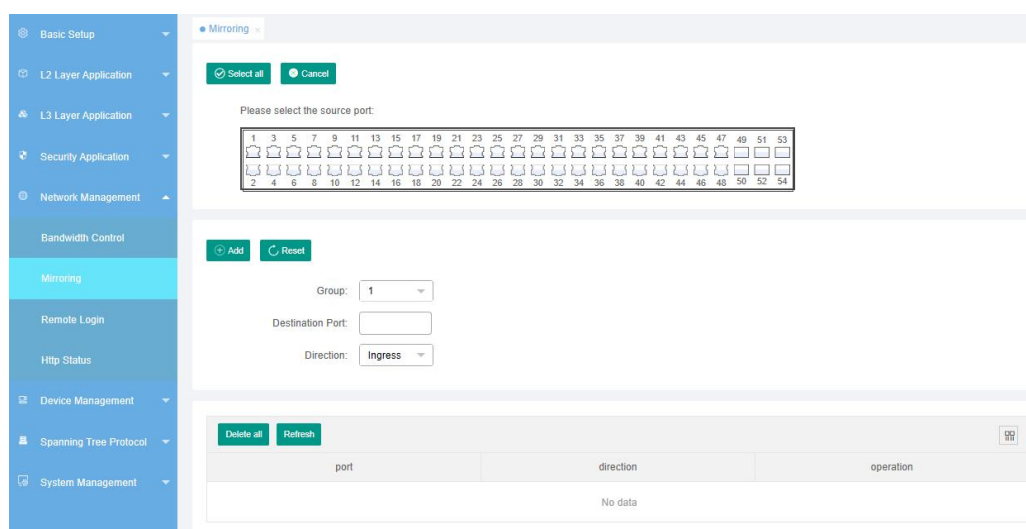 Basic Setup
L2 Layer Application
L3 Layer Application
Security Application
Network Management
Bandwidth Control
Mirroring
Remote Login
Http Status
Device Management
Spanning Tree Protocol
System Management
Mirroring
Select all Cancel
Please select the source port:
1 3 5 7 9 11 13 15 17 19 21 23 25 27 29 31 33 35 37 39 41 43 45 47 49 51 53
2 4 6 8 10 12 14 16 18 20 22 24 26 28 30 32 34 36 38 40 42 44 46 48 50 52 54
Add Reset
Group: 1
Destination Port:
Direction: Ingress
Delete all Refresh
port direction operation
No data